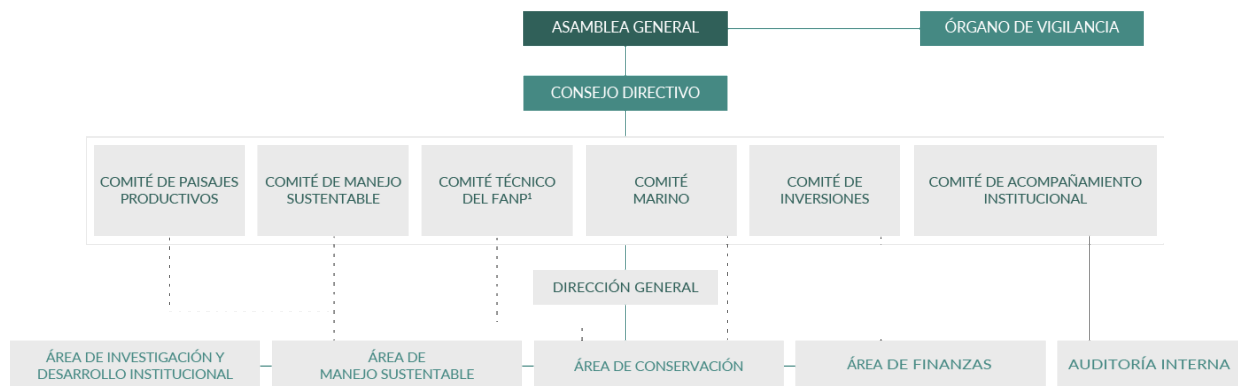 ASAMBLEA GENERAL
ÓRGANO DE VIGILANCIA
CONSEJO DIRECTIVO
COMITÉ DE PAISAJES
PRODUCTIVOS
COMITÉ DE MANEJO
SUSTENTABLE
COMITÉ TÉCNICO
DEL FANP¹
COMITÉ
MARINO
COMITÉ DE
INVERSIONES
COMITÉ DE ACOMPAÑAMIENTO
INSTITUCIONAL
DIRECCIÓN GENERAL
ÁREA DE INVESTIGACIÓN Y
DESARROLLO INSTITUCIONAL
ÁREA DE
MANEJO SUSTENTABLE
ÁREA DE CONSERVACIÓN
ÁREA DE FINANZAS
AUDITORÍA INTERNA